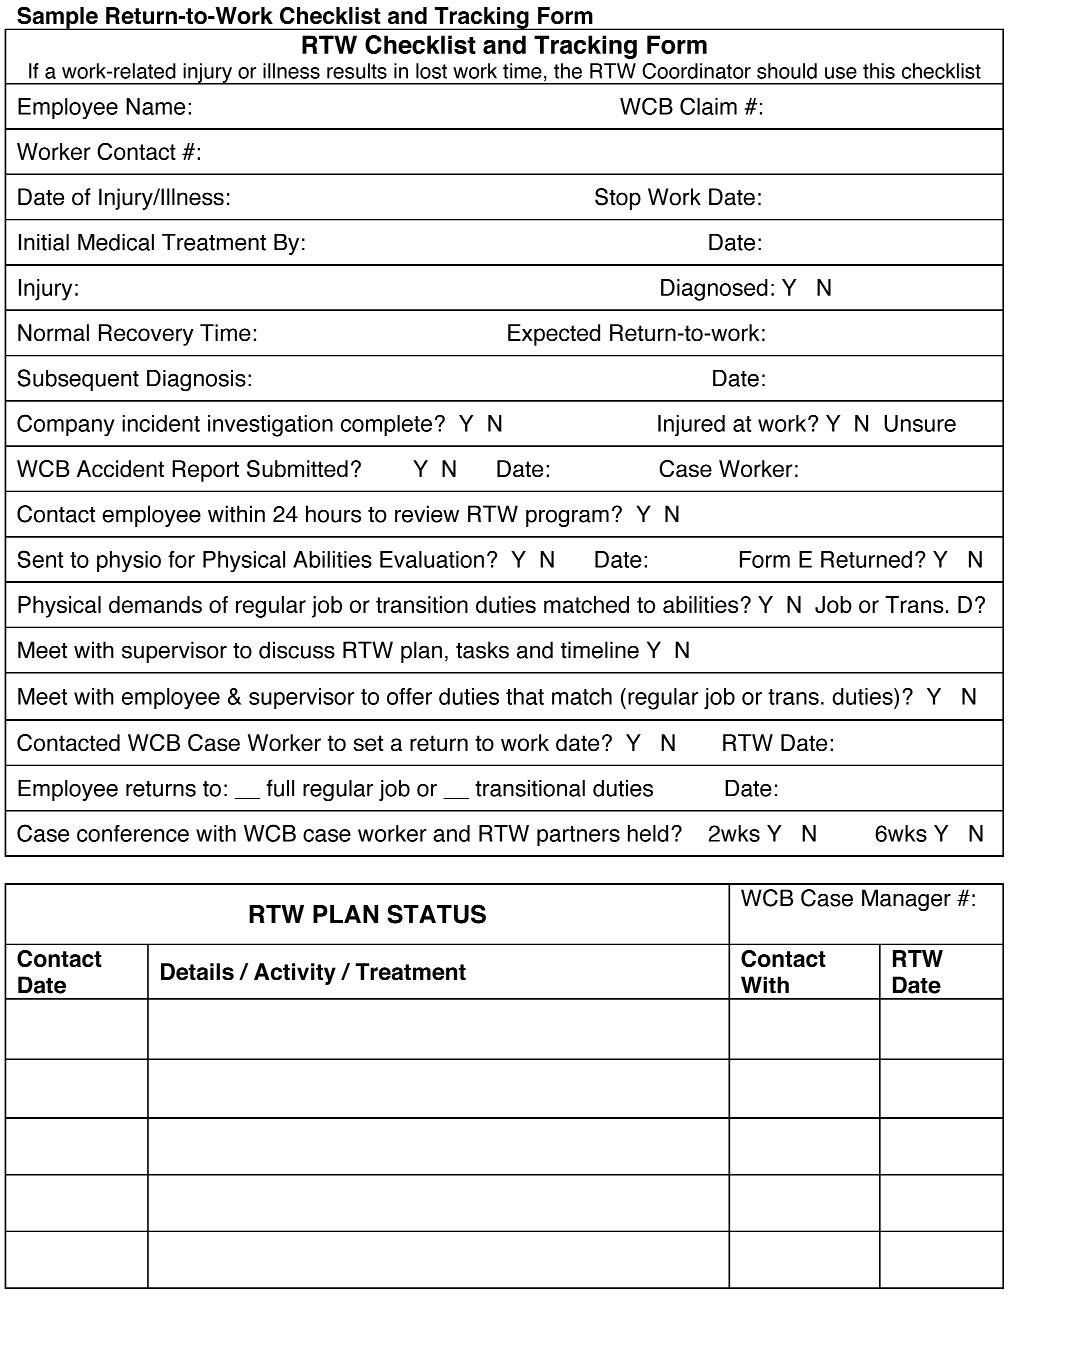 Sample Return-to-Work Checklist and Tracking Form
RTW Checklist and Tracking Form
If a work-related injury or illness results in lost work time, the RTW Coordinator should use this checklist
Employee Name: WCB Claim #:
Worker Contact #:
Date of Injury/Illness: Stop Work Date:
Initial Medical Treatment By: Date:
Injury: Diagnosed: Y N
Normal Recovery Time: Expected Return-to-work:
Subsequent Diagnosis: Date:
Company incident investigation complete? Y N Injured at work? Y N Unsure
WCB Accident Report Submitted? Y N Date: Case Worker:
Contact employee within 24 hours to review RTW program? Y N
Sent to physio for Physical Abilities Evaluation? Y N Date: Form E Returned? Y N
Physical demands of regular job or transition duties matched to abilities? Y N Job or Trans. D?
Meet with supervisor to discuss RTW plan, tasks and timeline Y N
Meet with employee & supervisor to offer duties that match (regular job or trans. duties)? Y N
Contacted WCB Case Worker to set a return to work date? Y N RTW Date:
Employee returns to: __ full regular job or __ transitional duties Date:
Case conference with WCB case worker and RTW partners held? 2wks Y N 6wks Y N
RTW PLAN STATUS WCB Case Manager #:
Contact Date Details / Activity / Treatment Contact With RTW Date